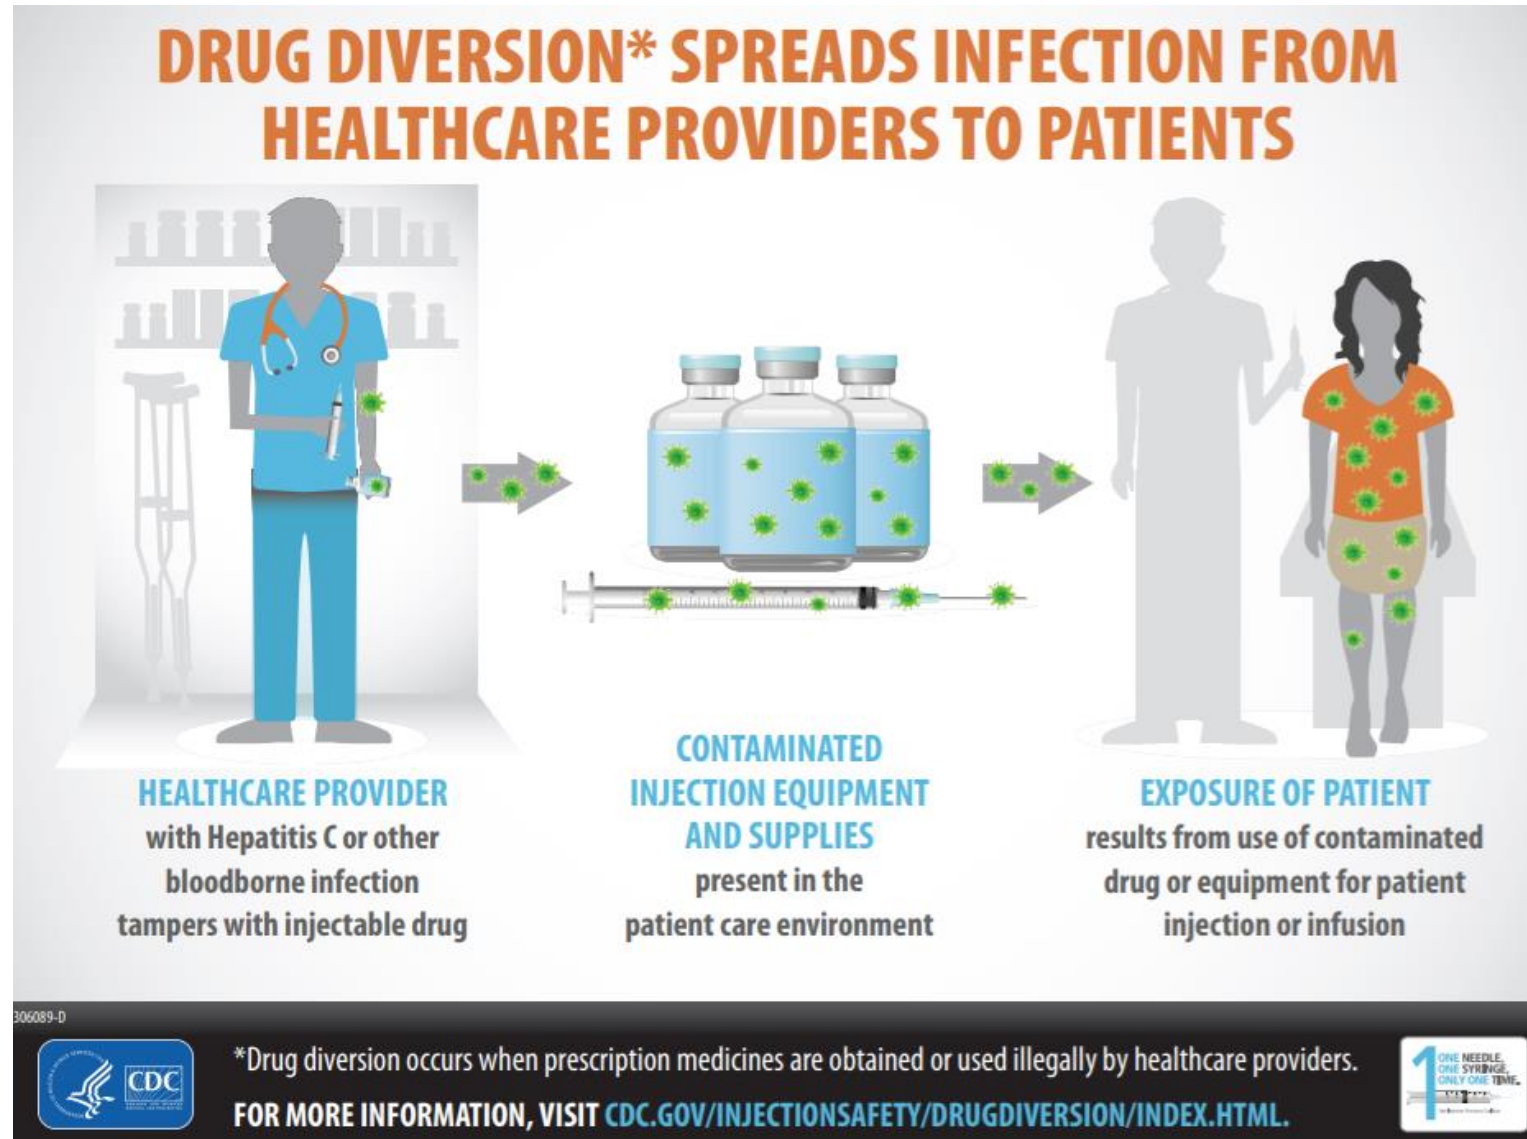 DRUG DIVERSION* SPREADS INFECTION FROM
HEALTHCARE PROVIDERS TO PATIENTS
HEALTHCARE PROVIDER
with Hepatitis C or other
bloodborne infection
tampers with injectable drug
CONTAMINATED
INJECTION EQUIPMENT
AND SUPPLIES
present in the
patient care environment
EXPOSURE OF PATIENT
results from use of contaminated
drug or equipment for patient
injection or infusion
306089-D
CDC
*Drug diversion occurs when prescription medicines are obtained or used illegally by healthcare providers.
FOR MORE INFORMATION, VISIT CDC.GOV/INJECTIONSAFETY/DRUGDIVERSION/INDEX.HTML.
1
ONE NEEDLE,
ONE SYRINGE,
ONLY ONE TIME.